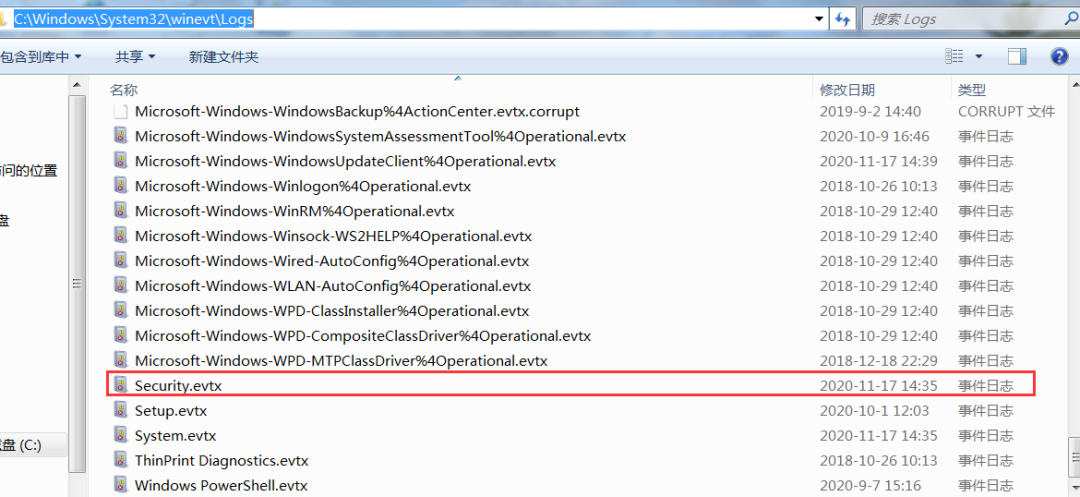 C:\Windows\System32\winevt\Logs
搜索 Logs
包含到库中
共享
新建文件夹
名称
修改日期
类型
Microsoft-Windows-WindowsBackup%4ActionCenter.evtx.corrupt 2019-9-2 14:40 CORRUPT 文件
Microsoft-Windows-WindowsSystemAssessmentTool%4Operational.evtx 2020-10-9 16:46 事件日志
Microsoft-Windows-WindowsUpdateClient%4Operational.evtx 2020-11-17 14:39 事件日志
Microsoft-Windows-Winlogon%4Operational.evtx 2018-10-26 10:13 事件日志
Microsoft-Windows-WinRM%4Operational.evtx 2018-10-29 12:40 事件日志
Microsoft-Windows-Winsock-WS2HELP%4Operational.evtx 2018-10-29 12:40 事件日志
Microsoft-Windows-Wired-AutoConfig%4Operational.evtx 2018-10-29 12:40 事件日志
Microsoft-Windows-WLAN-AutoConfig%4Operational.evtx 2018-10-29 12:40 事件日志
Microsoft-Windows-WPD-ClassInstaller%4Operational.evtx 2018-10-29 12:40 事件日志
Microsoft-Windows-WPD-CompositeClassDriver%4Operational.evtx 2018-10-29 12:40 事件日志
Microsoft-Windows-WPD-MTPClassDriver%4Operational.evtx 2018-12-18 22:29 事件日志
Security.evtx 2020-11-17 14:35 事件日志
Setup.evtx 2020-10-1 12:03 事件日志
System.evtx 2020-11-17 14:35 事件日志
ThinPrint Diagnostics.evtx 2018-10-26 10:13 事件日志
Windows PowerShell.evtx 2020-9-7 15:16 事件日志
问的位置
盘
盘 (C:)